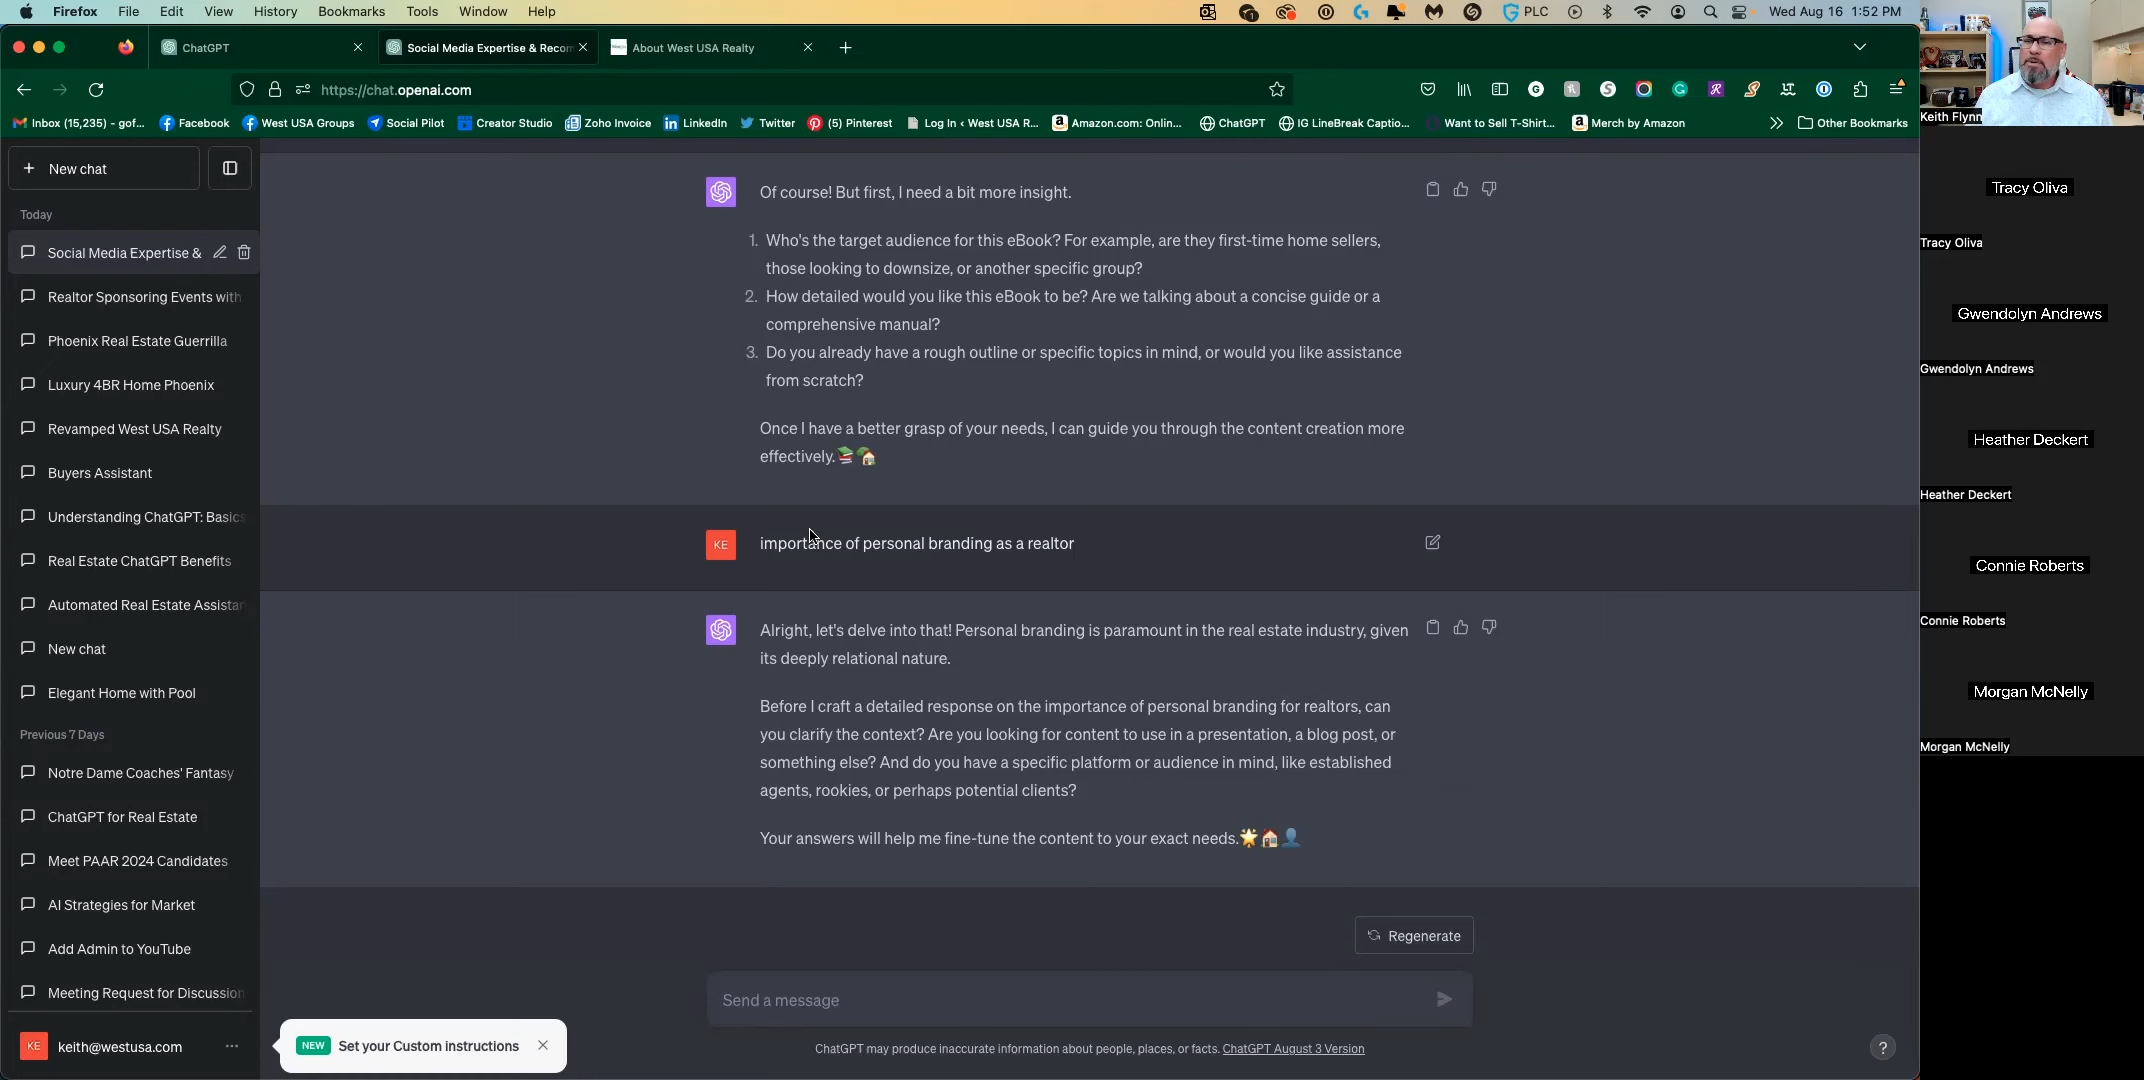 Firefox File Edit View History Bookmarks Tools Window Help PLC Wed Aug 16 1:52 PM
ChatGPT Social Media Expertise & Recom About West USA Realty
https://chat.openai.com
Inbox (15,235) - gof... Facebook West USA Groups Social Pilot Creator Studio Zoho Invoice LinkedIn Twitter (5) Pinterest Log In ‹ West USA R... Amazon.com: Onlin... ChatGPT IG LineBreak Captio... Want to Sell T-Shirt... Merch by Amazon Other Bookmarks
New chat
Today
Social Media Expertise &
Realtor Sponsoring Events with
Phoenix Real Estate Guerrilla
Luxury 4BR Home Phoenix
Revamped West USA Realty
Buyers Assistant
Understanding ChatGPT: Basics
Real Estate ChatGPT Benefits
Automated Real Estate Assistan
New chat
Elegant Home with Pool
Previous 7 Days
Notre Dame Coaches' Fantasy
ChatGPT for Real Estate
Meet PAAR 2024 Candidates
AI Strategies for Market
Add Admin to YouTube
Meeting Request for Discussion
KE keith@westusa.com ...
NEW Set your Custom instructions
Of course! But first, I need a bit more insight.
1. Who's the target audience for this eBook? For example, are they first-time home sellers,
those looking to downsize, or another specific group?
2. How detailed would you like this eBook to be? Are we talking about a concise guide or a
comprehensive manual?
3. Do you already have a rough outline or specific topics in mind, or would you like assistance
from scratch?
Once I have a better grasp of your needs, I can guide you through the content creation more
effectively.📚🏡
KE importance of personal branding as a realtor
Alright, let's delve into that! Personal branding is paramount in the real estate industry, given
its deeply relational nature.
Before I craft a detailed response on the importance of personal branding for realtors, can
you clarify the context? Are you looking for content to use in a presentation, a blog post, or
something else? And do you have a specific platform or audience in mind, like established
agents, rookies, or perhaps potential clients?
Your answers will help me fine-tune the content to your exact needs.🌟🏠👤
Regenerate
Send a message
ChatGPT may produce inaccurate information about people, places, or facts. ChatGPT August 3 Version
?
Keith Flynn
Tracy Oliva
Tracy Oliva
Gwendolyn Andrews
Gwendolyn Andrews
Heather Deckert
Heather Deckert
Connie Roberts
Connie Roberts
Morgan McNelly
Morgan McNelly